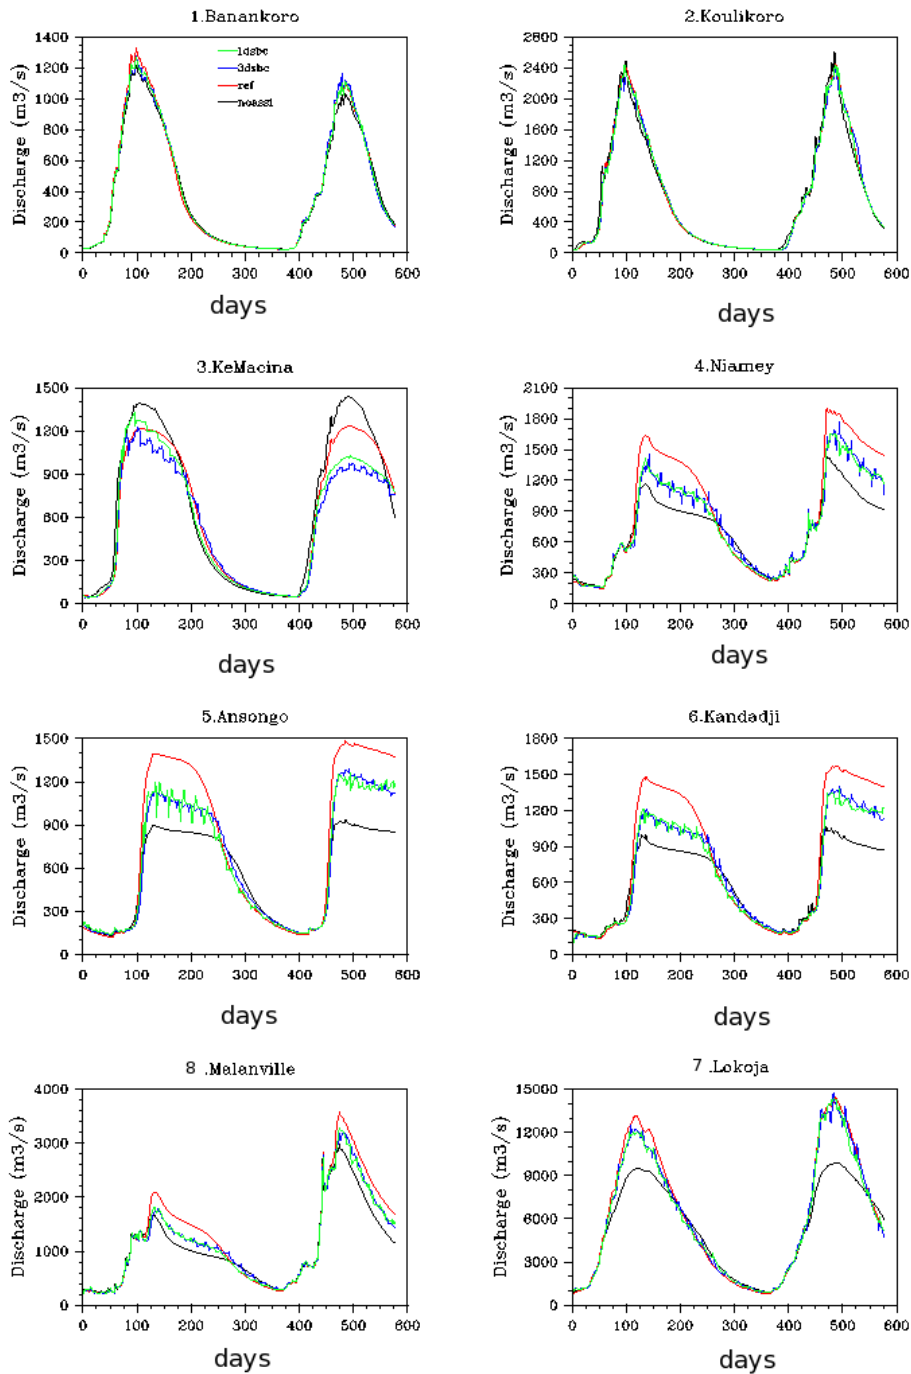 1.Banankoro
Discharge (m3/s)
1400
1200
1000
800
600
400
200
0
1dsbc
3dsbc
ref
noassi
0 100 200 300 400 500 600
days
2.Koulikoro
Discharge (m3/s)
2800
2400
2000
1600
1200
800
400
0
0 100 200 300 400 500 600
days
3.KeMacina
Discharge (m3/s)
1500
1200
900
600
300
0
0 100 200 300 400 500 600
days
4.Niamey
Discharge (m3/s)
2100
1800
1500
1200
900
600
300
0
0 100 200 300 400 500 600
days
5.Ansongo
Discharge (m3/s)
1500
1200
900
600
300
0
0 100 200 300 400 500 600
days
6.Kandadji
Discharge (m3/s)
1800
1500
1200
900
600
300
0
0 100 200 300 400 500 600
days
8 .Malanville
Discharge (m3/s)
4000
3000
2000
1000
0
0 100 200 300 400 500 600
days
7 .Lokoja
Discharge (m3/s)
15000
12000
9000
6000
3000
0
0 100 200 300 400 500 600
days